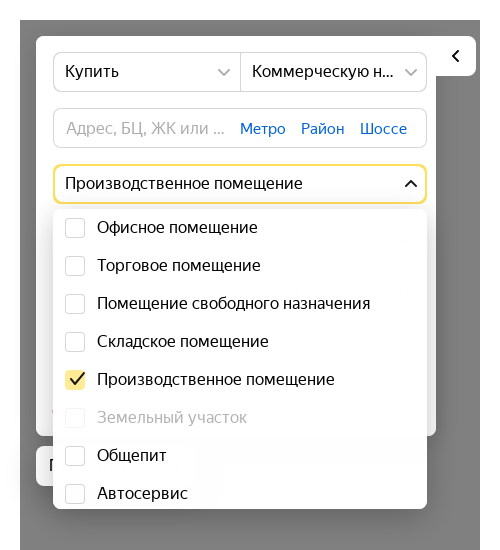 Купить
Коммерческую н...
Адрес, БЦ, ЖК или ... Метро Район Шоссе
Производственное помещение
Офисное помещение
Торговое помещение
Помещение свободного назначения
Складское помещение
Производственное помещение
Земельный участок
Общепит
Автосервис